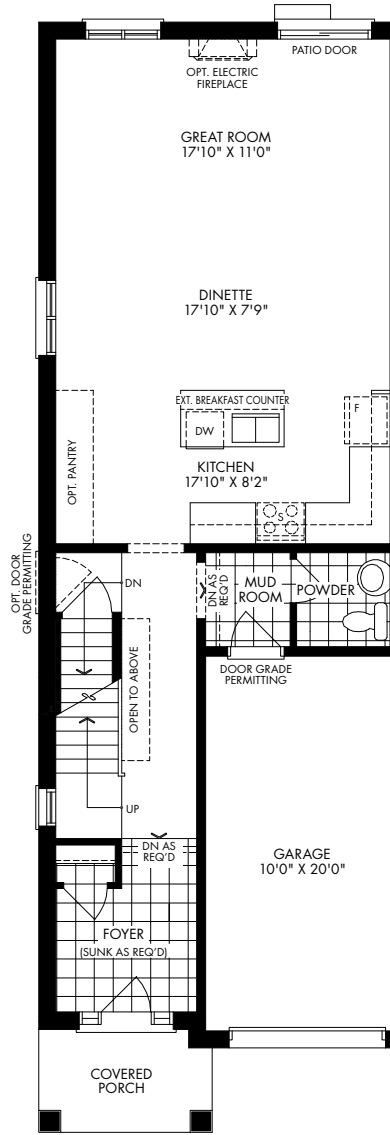 PATIO DOOR
OPT. ELECTRIC
FIREPLACE
GREAT ROOM
17'10" X 11'0"
DINETTE
17'10" X 7'9"
EXT. BREAKFAST COUNTER
DW
F
OPT. PANTRY
KITCHEN
17'10" X 8'2"
S
OPT. DOOR
GRADE PERMITTING
DN
DN AS
REQ'D
MUD
ROOM
POWDER
DOOR GRADE
PERMITTING
OPEN TO ABOVE
UP
DN AS
REQ'D
GARAGE
10'0" X 20'0"
FOYER
(SUNK AS REQ'D)
COVERED
PORCH